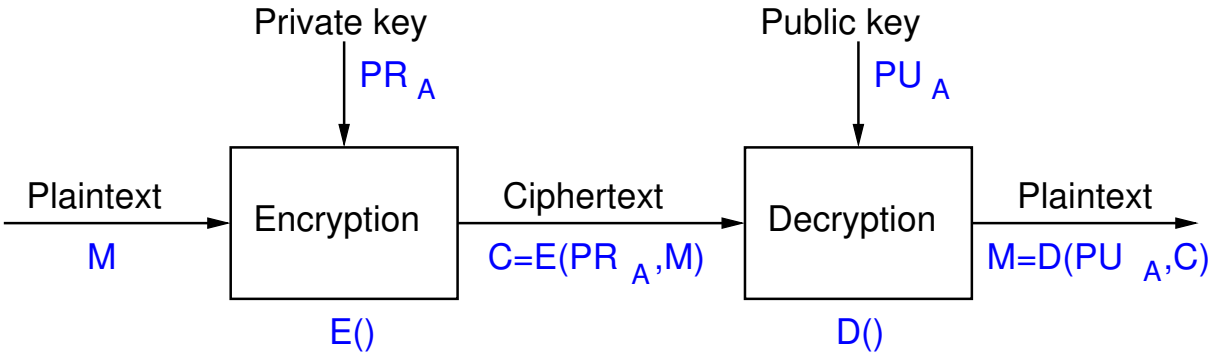 Private key
Public key
PR A
PU A
Plaintext
Ciphertext
Plaintext
Encryption
Decryption
M
C=E(PR A,M)
M=D(PU A,C)
E()
D()